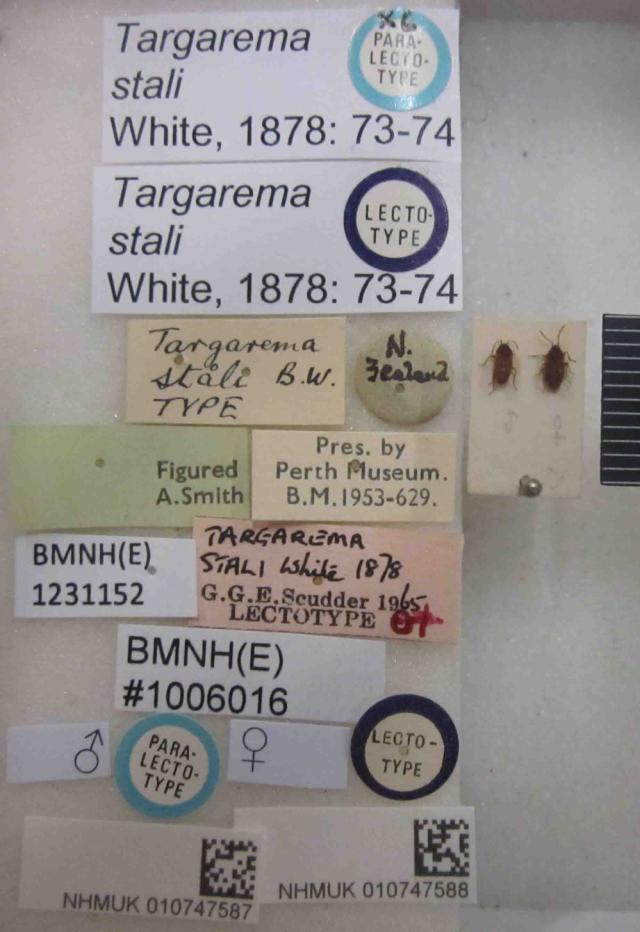 Targarema
stali
White, 1878: 73-74
PARA-
LECTO-
TYPE
Targarema
stali
White, 1878: 73-74
LECTO-
TYPE
Targarema
ståli B.W.
TYPE
N.
Zealand
Figured
A.Smith
Pres. by
Perth Museum.
B.M.1953-629.
BMNH(E)
1231152
TARGAREMA
STALI White 1878
G.G.E. Scudder 1965
LECTOTYPE ♀
BMNH(E)
#1006016
♂
PARA-
LECTO-
TYPE
♀
LECTO-
TYPE
NHMUK 010747587
NHMUK 010747588